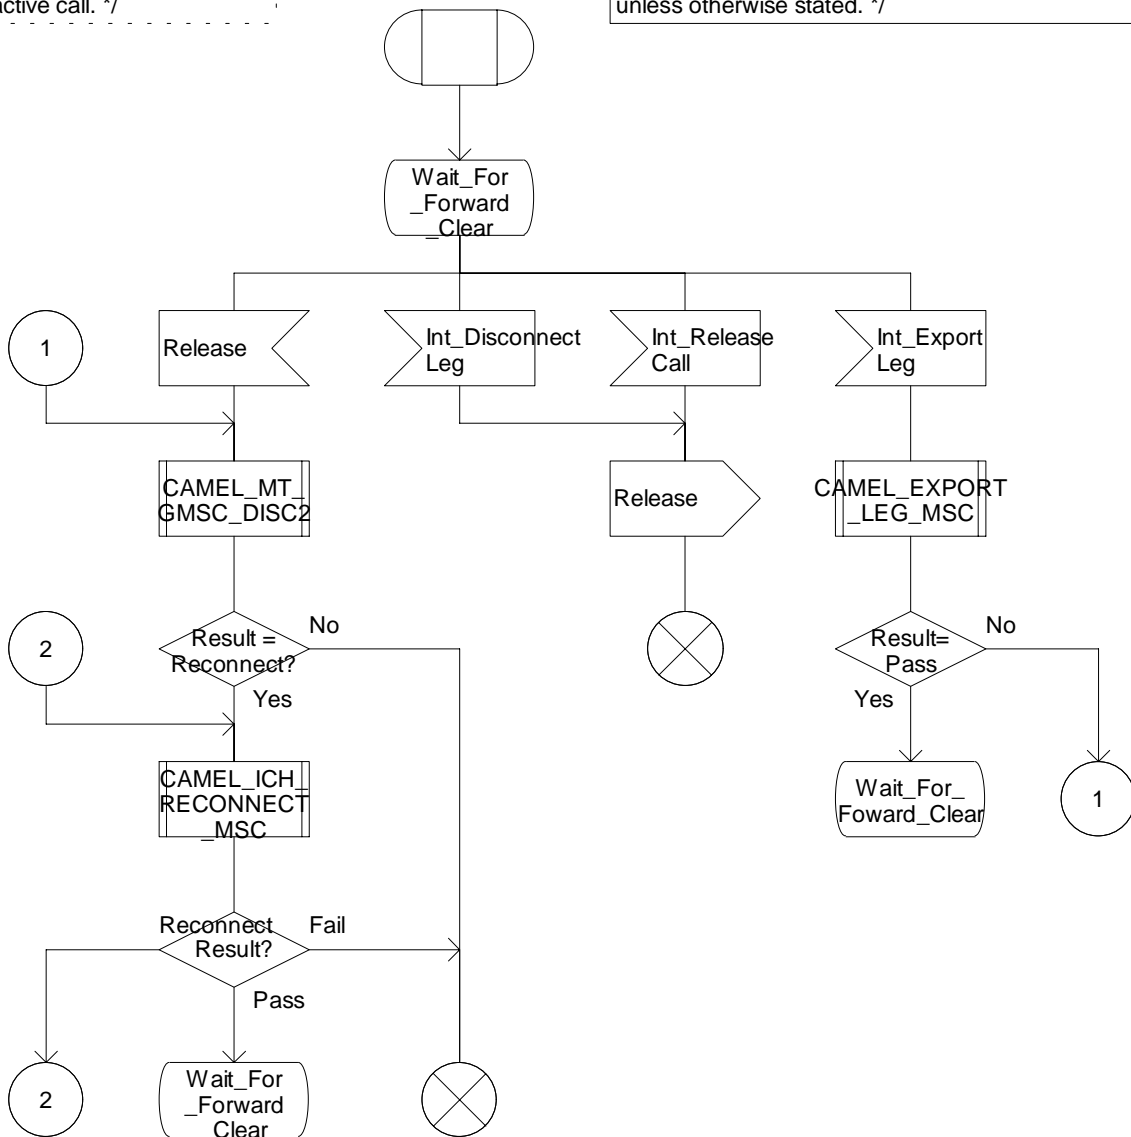 active call. */
unless otherwise stated. */
Wait_For
_Forward
_Clear
1
Release
Int_Disconnect
Leg
Int_Release
Call
Int_Export
Leg
CAMEL_MT_
GMSC_DISC2
Release
CAMEL_EXPORT
_LEG_MSC
2
Result =
Reconnect?
No
Yes
Result=
Pass
No
Yes
CAMEL_ICH_
RECONNECT
_MSC
Wait_For_
Foward_Clear
1
Reconnect
Result?
Fail
Pass
2
Wait_For
_Forward
_Clear